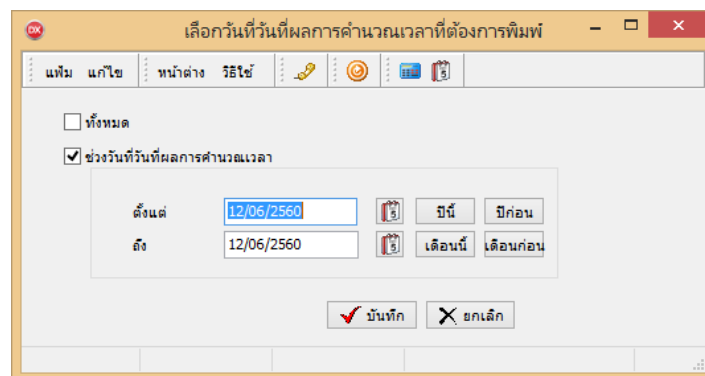 เลือกวันที่วันที่ผลการคำนวณเวลาที่ต้องการพิมพ์
แฟ้ม แก้ไข หน้าต่าง วิธีใช้
ทั้งหมด
ช่วงวันที่วันที่ผลการคำนวณเวลา
ตั้งแต่ 12/06/2560 5 ปีนี้ ปีก่อน
ถึง 12/06/2560 5 เดือนนี้ เดือนก่อน
บันทึก ยกเลิก